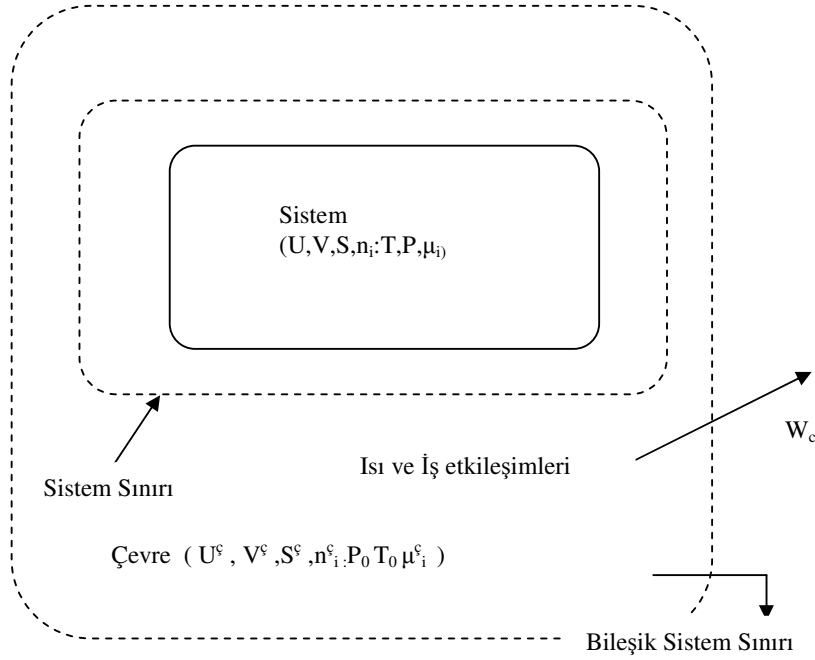 Sistem
(U,V,S,nᵢ:T,P,μᵢ)
W꜀
Isı ve İş etkileşimleri
Sistem Sınırı
Çevre ( Uᶜ̧ , Vᶜ̧ ,Sᶜ̧ ,nᶜ̧ᵢ:P₀ T₀ μᶜ̧ᵢ )
Bileşik Sistem Sınırı